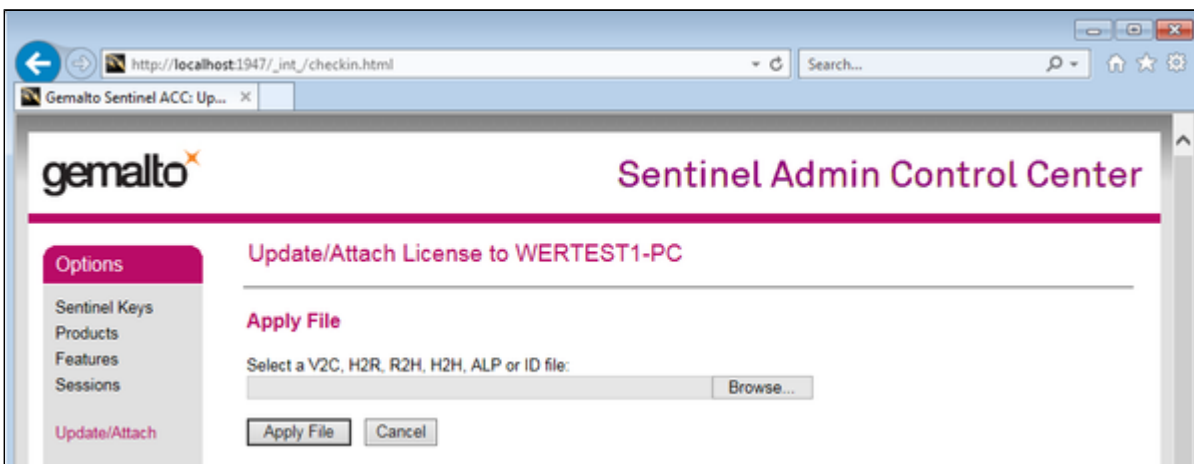 http://localhost:1947/_int_/checkin.html
Search...
Gemalto Sentinel ACC: Up...
gemalto
Sentinel Admin Control Center
Options
Sentinel Keys
Products
Features
Sessions
Update/Attach
Update/Attach License to WERTEST1-PC
Apply File
Select a V2C, H2R, R2H, H2H, ALP or ID file:
Browse...
Apply File
Cancel